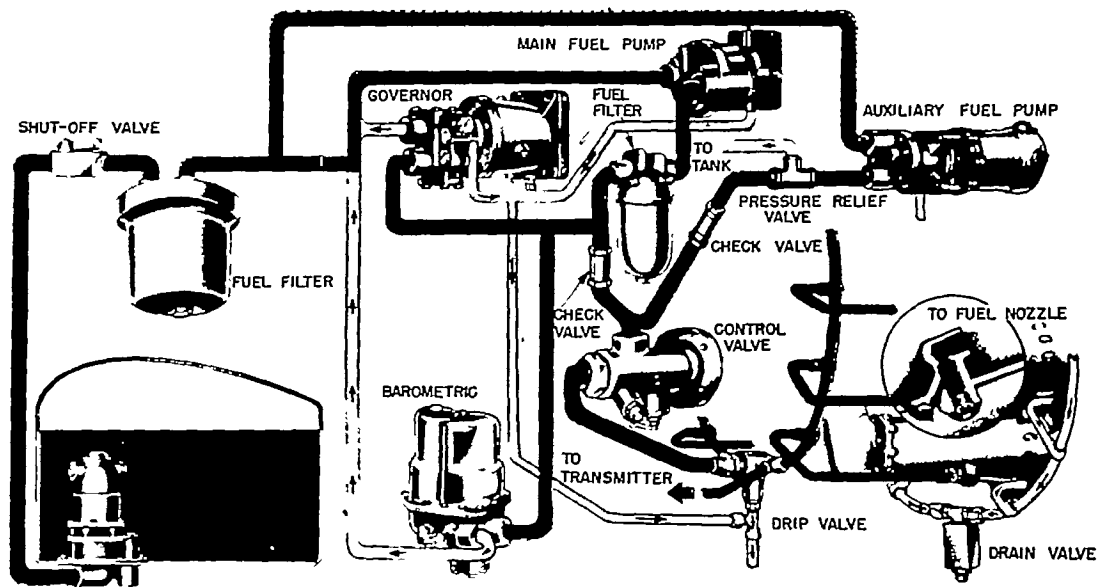 MAIN FUEL PUMP
GOVERNOR
FUEL
FILTER
AUXILIARY FUEL PUMP
SHUT-OFF VALVE
TO
TANK
PRESSURE RELIEF
VALVE
CHECK VALVE
FUEL FILTER
CHECK
VALVE
TO FUEL NOZZLE
CONTROL
VALVE
BAROMETRIC
TO
TRANSMITTER
DRIP VALVE
DRAIN VALVE